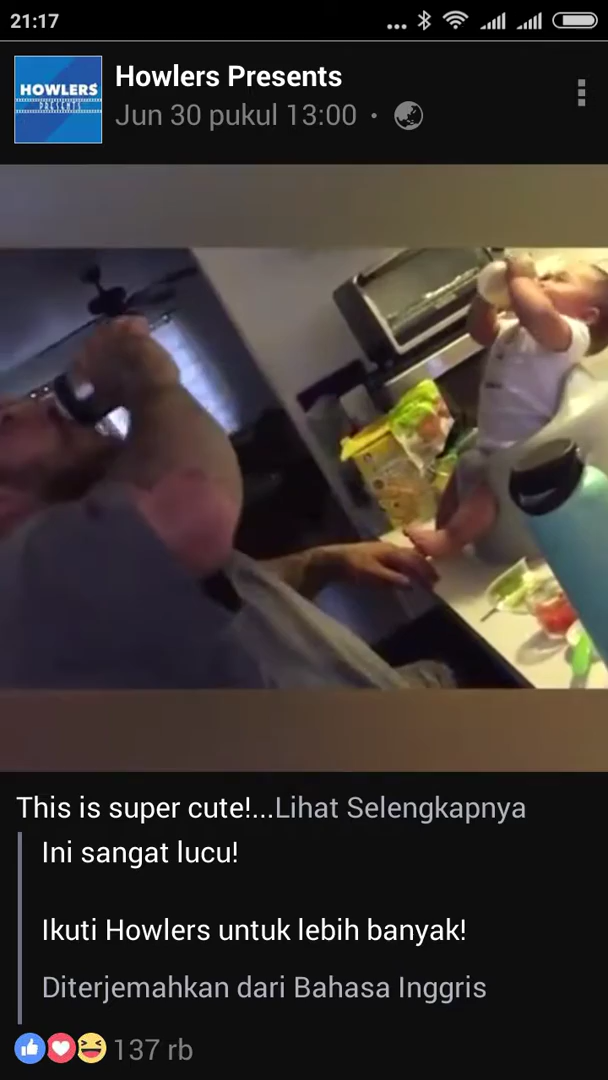 21:17
HOWLERS
PRESENTS
Howlers Presents
Jun 30 pukul 13:00 ·
This is super cute!...Lihat Selengkapnya
Ini sangat lucu!
Ikuti Howlers untuk lebih banyak!
Diterjemahkan dari Bahasa Inggris
137 rb